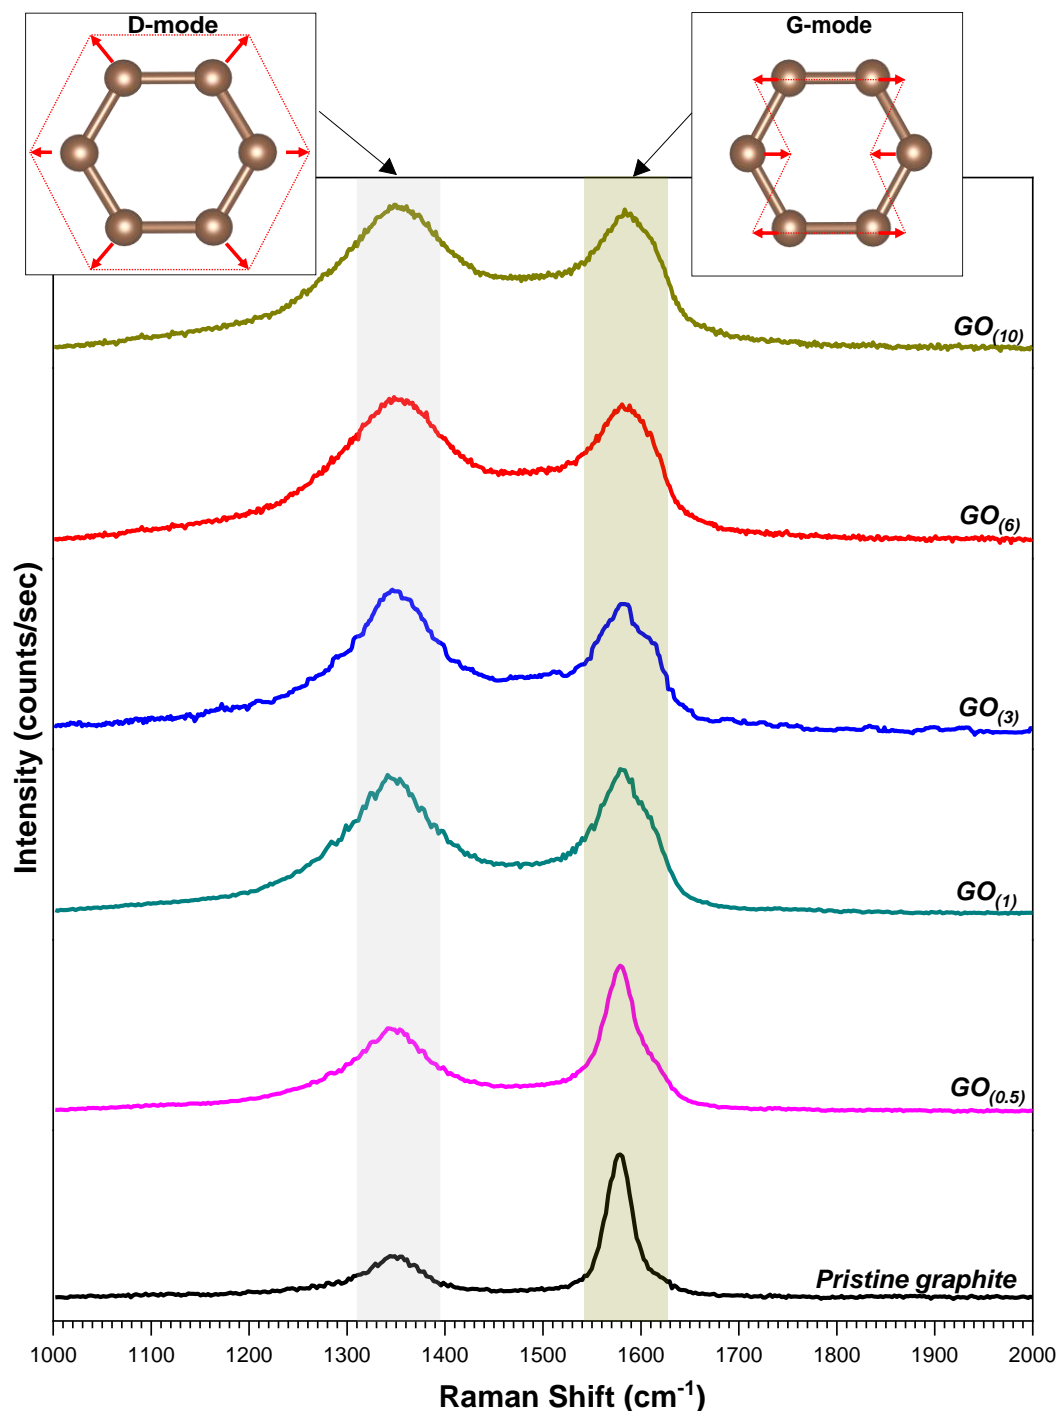 D-mode
G-mode
GO(10)
GO(6)
GO(3)
GO(1)
GO(0.5)
Pristine graphite
Intensity (counts/sec)
1000 1100 1200 1300 1400 1500 1600 1700 1800 1900 2000
Raman Shift (cm-1)